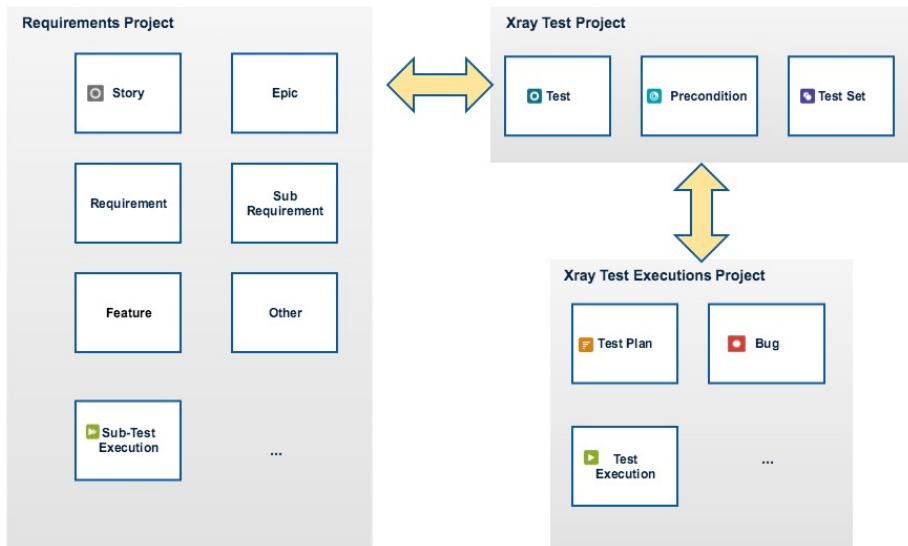 Requirements Project
Story
Epic
Requirement
Sub
Requirement
Feature
Other
Sub-Test
Execution
...
Xray Test Project
Test
Precondition
Test Set
Xray Test Executions Project
Test Plan
Bug
Test
Execution
...